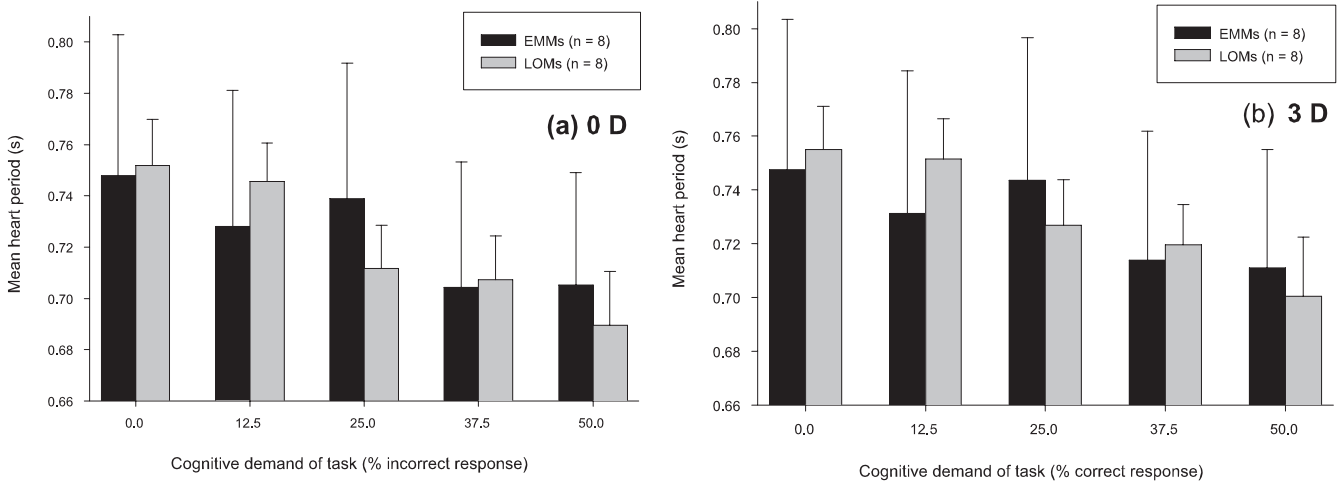 EMMs (n = 8)
LOMs (n = 8)
(a) 0 D
Mean heart period (s)
0.80
0.78
0.76
0.74
0.72
0.70
0.68
0.66
0.0 12.5 25.0 37.5 50.0
Cognitive demand of task (% incorrect response)
EMMs (n = 8)
LOMs (n = 8)
(b) 3 D
Mean heart period (s)
0.80
0.78
0.76
0.74
0.72
0.70
0.68
0.66
0.0 12.5 25.0 37.5 50.0
Cognitive demand of task (% correct response)